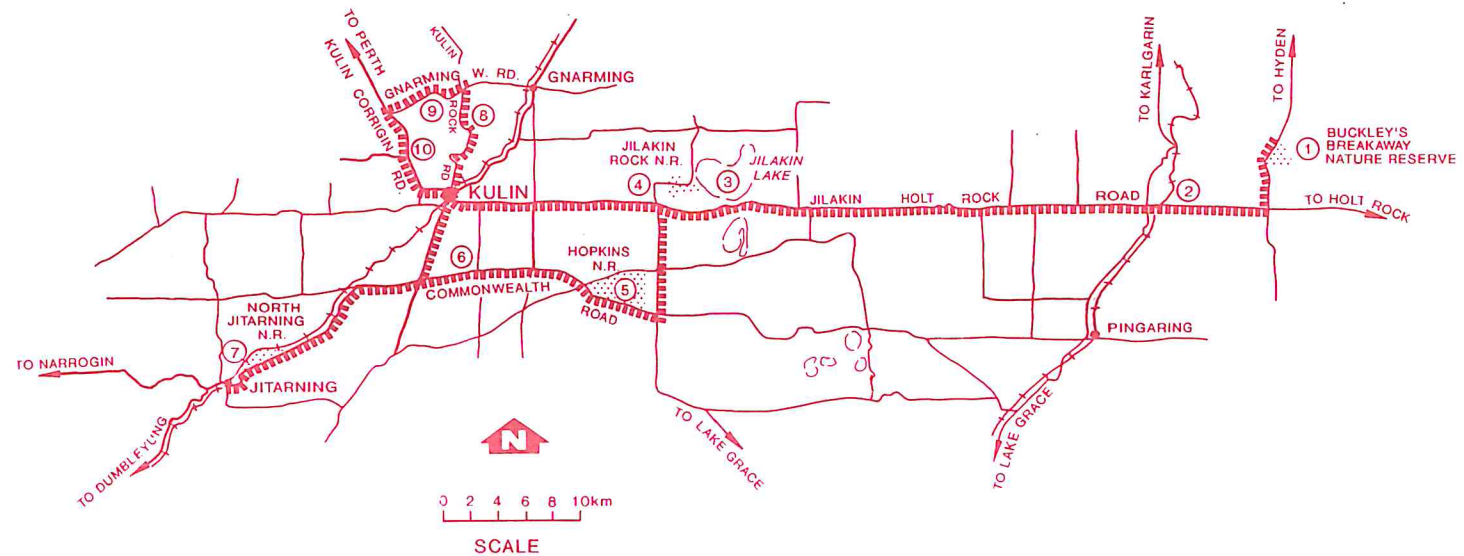 TO PERTH
KULIN
KULIN CORRIGIN RD.
GNARMING W. RD.
GNARMING
KULIN ROCK RD
9
8
10
KULIN
TO KARLGARIN
TO HYDEN
1
BUCKLEY'S
BREAKAWAY
NATURE RESERVE
JILAKIN
ROCK N.R.
4
3
JILAKIN
LAKE
2
JILAKIN HOLT ROCK ROAD
TO HOLT ROCK
6
HOPKINS
N.R.
5
COMMONWEALTH ROAD
NORTH
JITARNING
N.R.
7
TO NARROGIN
JITARNING
PINGARING
TO DUMBLEYUNG
TO LAKE GRACE
TO LAKE GRACE
N
0 2 4 6 8 10km
SCALE